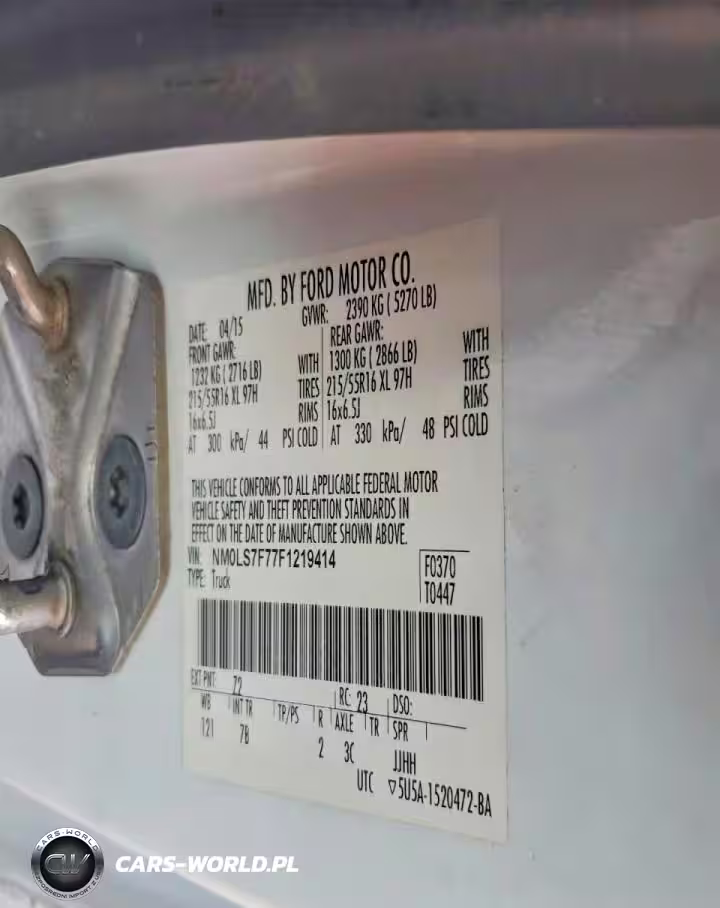 MFD. BY FORD MOTOR CO.
DATE: 04/15 GVWR: 2390 KG ( 5270 LB)
FRONT GAWR: REAR GAWR:
1232 KG ( 2716 LB) WITH 1300 KG ( 2866 LB) WITH
215/55R16 XL 97H TIRES 215/55R16 XL 97H TIRES
16x6.5J RIMS 16x6.5J RIMS
AT 300 kPa/ 44 PSI COLD AT 330 kPa/ 48 PSI COLD
THIS VEHICLE CONFORMS TO ALL APPLICABLE FEDERAL MOTOR
VEHICLE SAFETY AND THEFT PREVENTION STANDARDS IN
EFFECT ON THE DATE OF MANUFACTURE SHOWN ABOVE.
VIN: NM0LS7F77F1219414 F0370
TYPE: Truck T0447
EXT PNT: Z2 RC: 23 DSO:
WB INT TR TP/PS R AXLE TR SPR
121 7B 2 3C JJHH
UTC ▽5U5A-1520472-BA
CARS-WORLD
CW
CARS-WORLD.PL